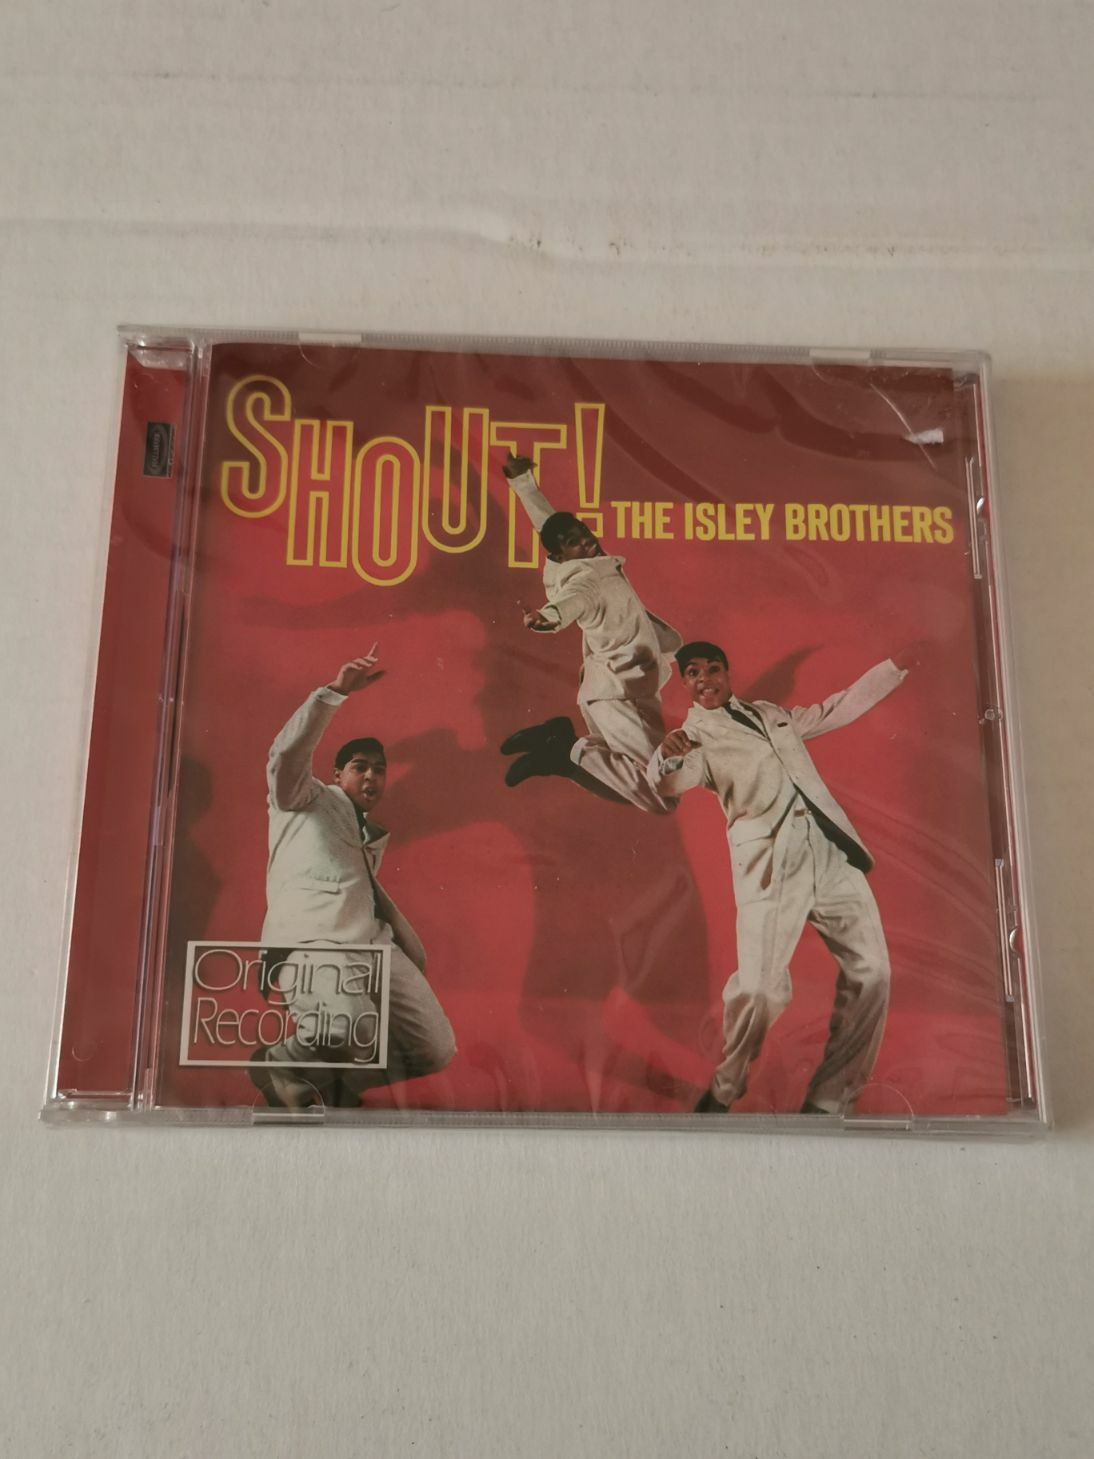 SHOUT!
THE ISLEY BROTHERS
Original
Recording